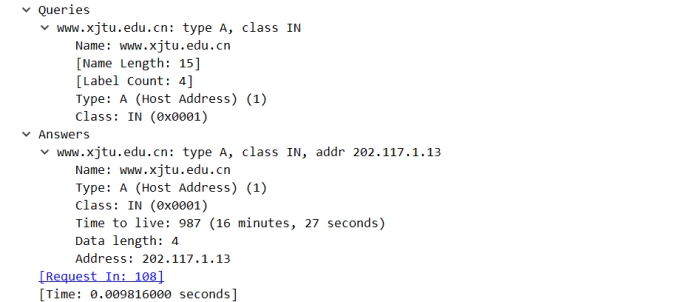 Queries
www.xjtu.edu.cn: type A, class IN
Name: www.xjtu.edu.cn
[Name Length: 15]
[Label Count: 4]
Type: A (Host Address) (1)
Class: IN (0x0001)
Answers
www.xjtu.edu.cn: type A, class IN, addr 202.117.1.13
Name: www.xjtu.edu.cn
Type: A (Host Address) (1)
Class: IN (0x0001)
Time to live: 987 (16 minutes, 27 seconds)
Data length: 4
Address: 202.117.1.13
[Request In: 108]
[Time: 0.009816000 seconds]